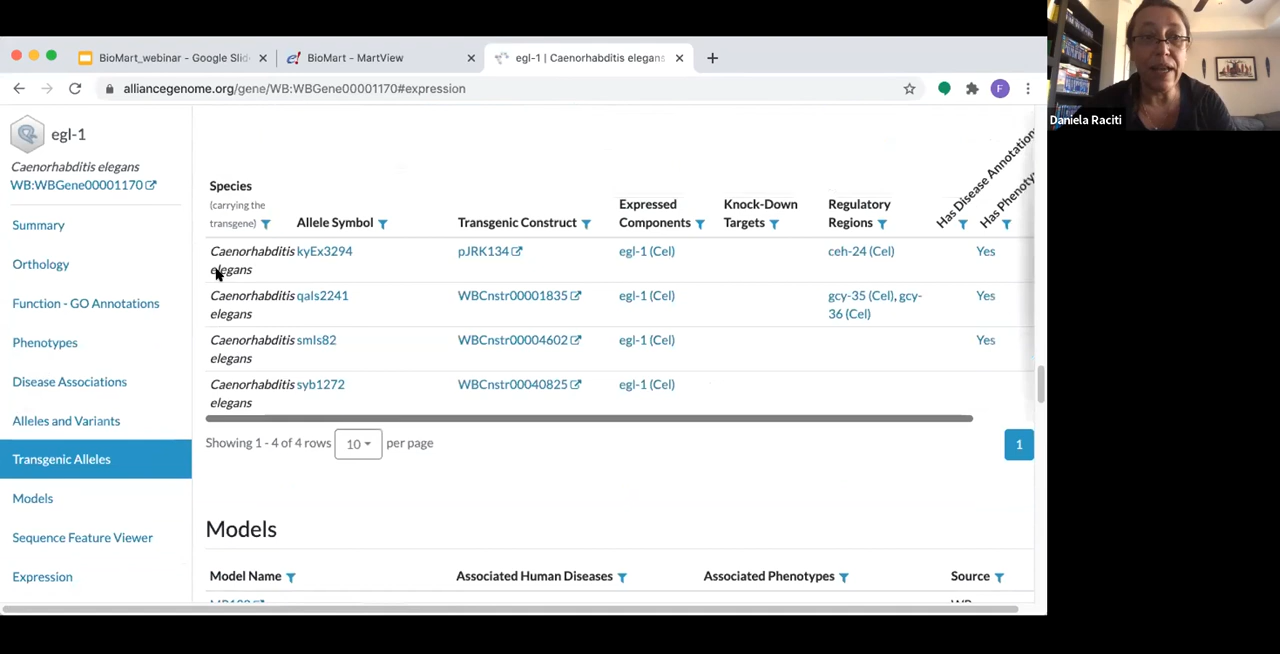 BioMart_webinar - Google Slid
BioMart - MartView
egl-1 | Caenorhabditis elegans
alliancegenome.org/gene/WB:WBGene00001170#expression
F
Daniela Raciti
egl-1
Caenorhabditis elegans
WB:WBGene00001170
Summary
Orthology
Function - GO Annotations
Phenotypes
Disease Associations
Alleles and Variants
Transgenic Alleles
Models
Sequence Feature Viewer
Expression
Species
(carrying the
transgene)
Allele Symbol
Transgenic Construct
Expressed
Components
Knock-Down
Targets
Regulatory
Regions
Has Disease Annotation
Has Phenoty
Caenorhabditis
elegans
kyEx3294
pJRK134
egl-1 (Cel)
ceh-24 (Cel)
Yes
Caenorhabditis
elegans
qaIs2241
WBCnstr00001835
egl-1 (Cel)
gcy-35 (Cel), gcy-
36 (Cel)
Yes
Caenorhabditis
elegans
smIs82
WBCnstr00004602
egl-1 (Cel)
Yes
Caenorhabditis
elegans
syb1272
WBCnstr00040825
egl-1 (Cel)
Showing 1 - 4 of 4 rows
10
per page
1
Models
Model Name
Associated Human Diseases
Associated Phenotypes
Source